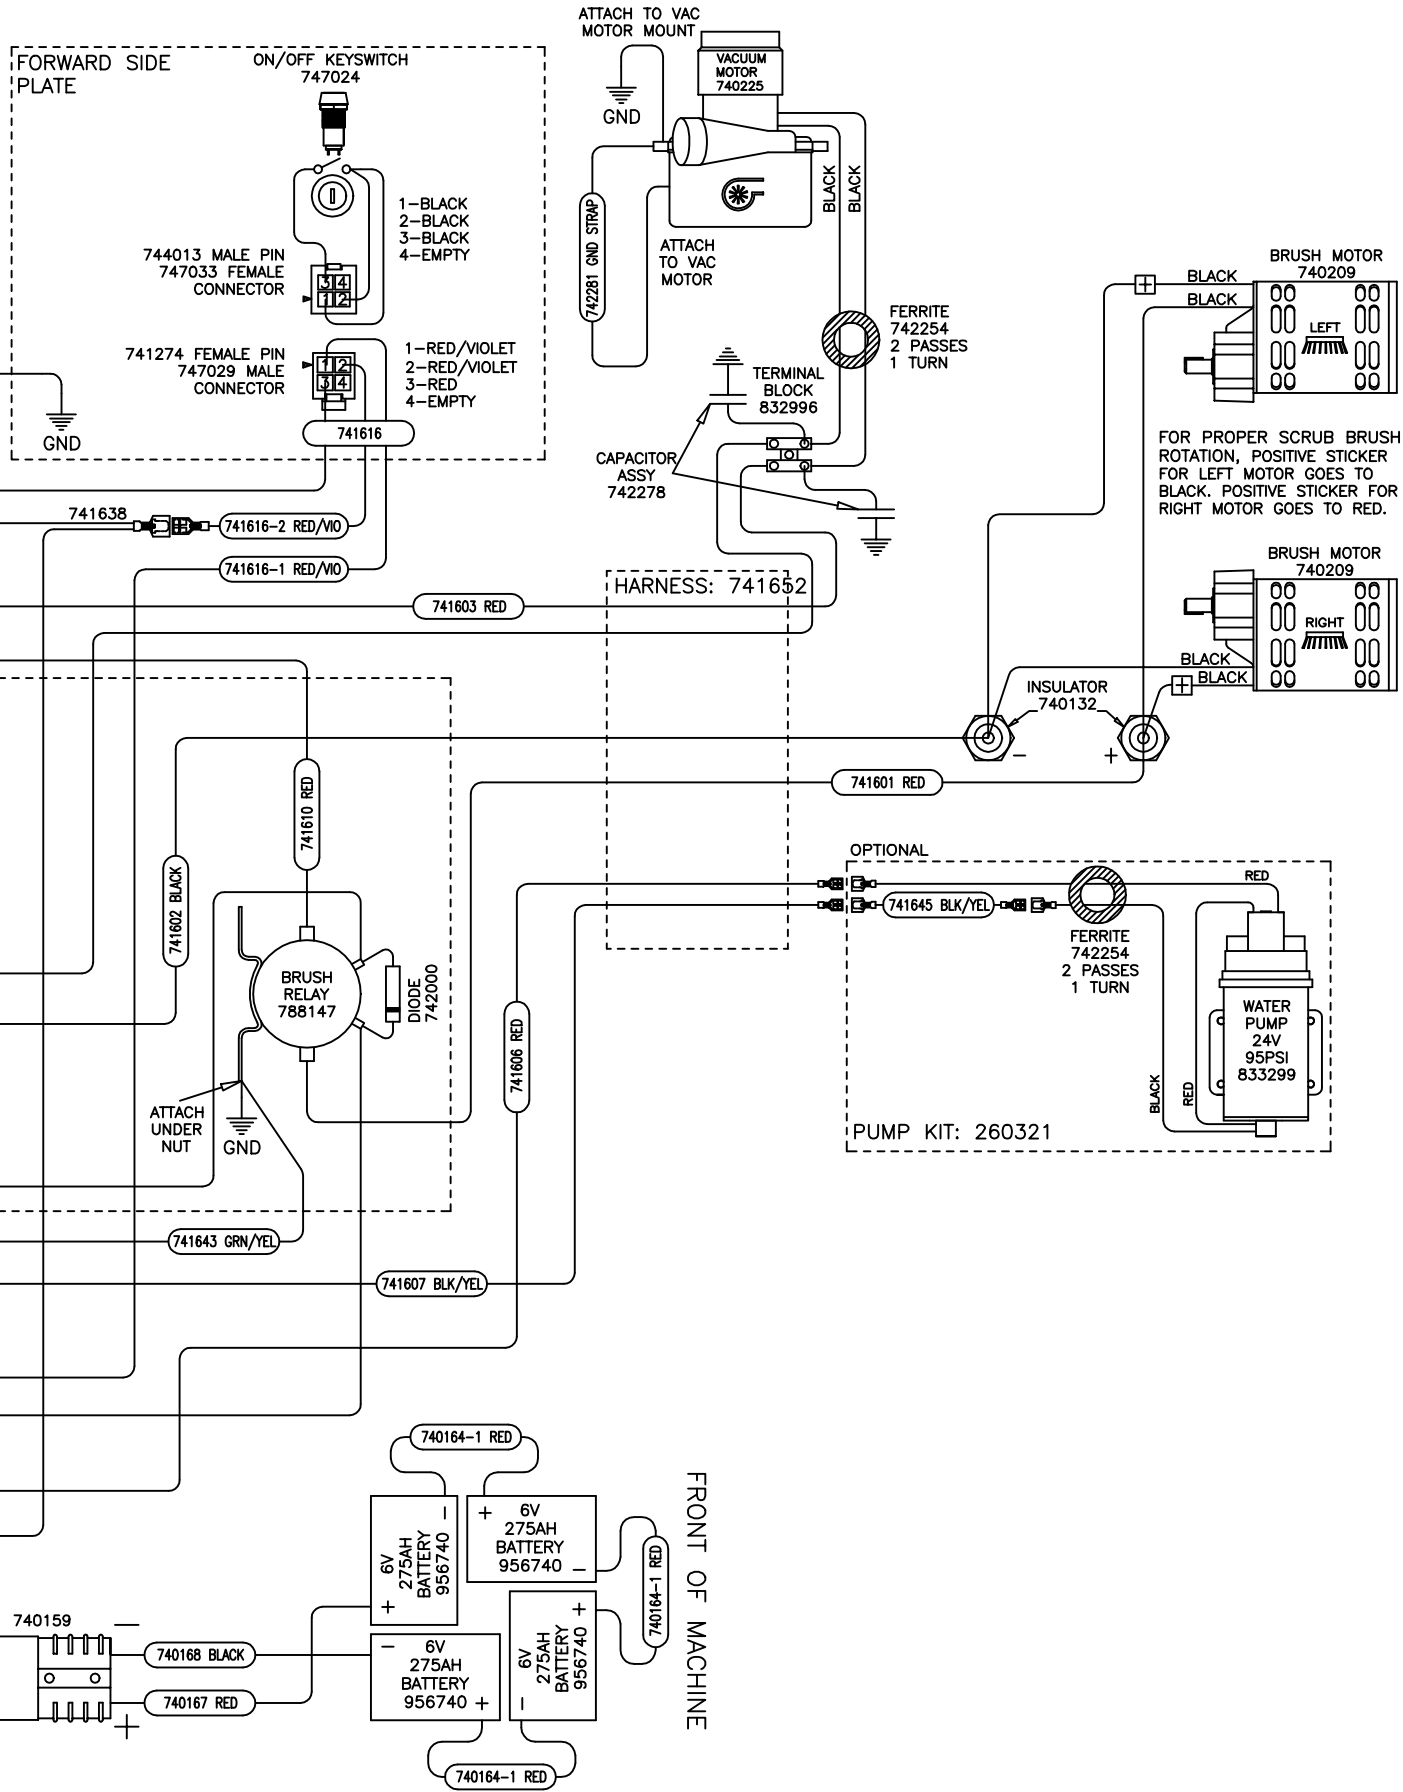 ATTACH TO VAC
MOTOR MOUNT
FORWARD SIDE
PLATE
ON/OFF KEYSWITCH
747024
GND
VACUUM
MOTOR
740225
BLACK
BLACK
1-BLACK
2-BLACK
3-BLACK
4-EMPTY
742281 GND STRAP
ATTACH
TO VAC
MOTOR
744013 MALE PIN
747033 FEMALE
CONNECTOR
3 4
1 2
BRUSH MOTOR
740209
BLACK
BLACK
+
LEFT
FERRITE
742254
2 PASSES
1 TURN
741274 FEMALE PIN
747029 MALE
CONNECTOR
1 2
3 4
1-RED/VIOLET
2-RED/VIOLET
3-RED
4-EMPTY
TERMINAL
BLOCK
832996
741616
GND
CAPACITOR
ASSY
742278
FOR PROPER SCRUB BRUSH
ROTATION, POSITIVE STICKER
FOR LEFT MOTOR GOES TO
BLACK. POSITIVE STICKER FOR
RIGHT MOTOR GOES TO RED.
741638
741616-2 RED/VIO
741616-1 RED/VIO
BRUSH MOTOR
740209
HARNESS: 741652
741603 RED
RIGHT
BLACK
BLACK
+
INSULATOR
740132
-
+
741601 RED
741610 RED
741602 BLACK
OPTIONAL
RED
741645 BLK/YEL
FERRITE
742254
2 PASSES
1 TURN
BRUSH
RELAY
788147
DIODE
742000
WATER
PUMP
24V
95PSI
833299
741606 RED
BLACK
RED
ATTACH
UNDER
NUT
GND
PUMP KIT: 260321
741643 GRN/YEL
741607 BLK/YEL
740164-1 RED
FRONT OF MACHINE
-
6V
275AH
BATTERY
956740
+
+
6V
275AH
BATTERY
956740
-
740164-1 RED
740159
-
740168 BLACK
740167 RED
+
-
6V
275AH
BATTERY
956740
+
+
6V
275AH
BATTERY
956740
-
740164-1 RED